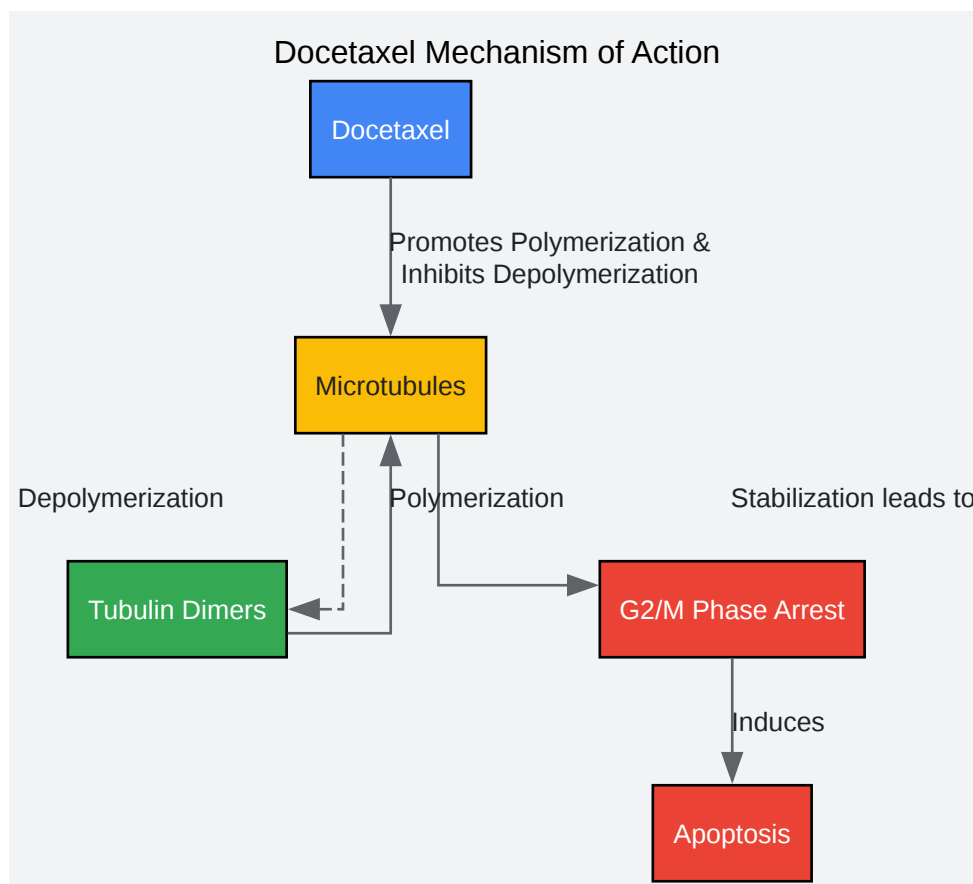 Docetaxel Mechanism of Action
Docetaxel
Promotes Polymerization &
Inhibits Depolymerization
Microtubules
Depolymerization
Polymerization
Stabilization leads to
Tubulin Dimers
G2/M Phase Arrest
Induces
Apoptosis